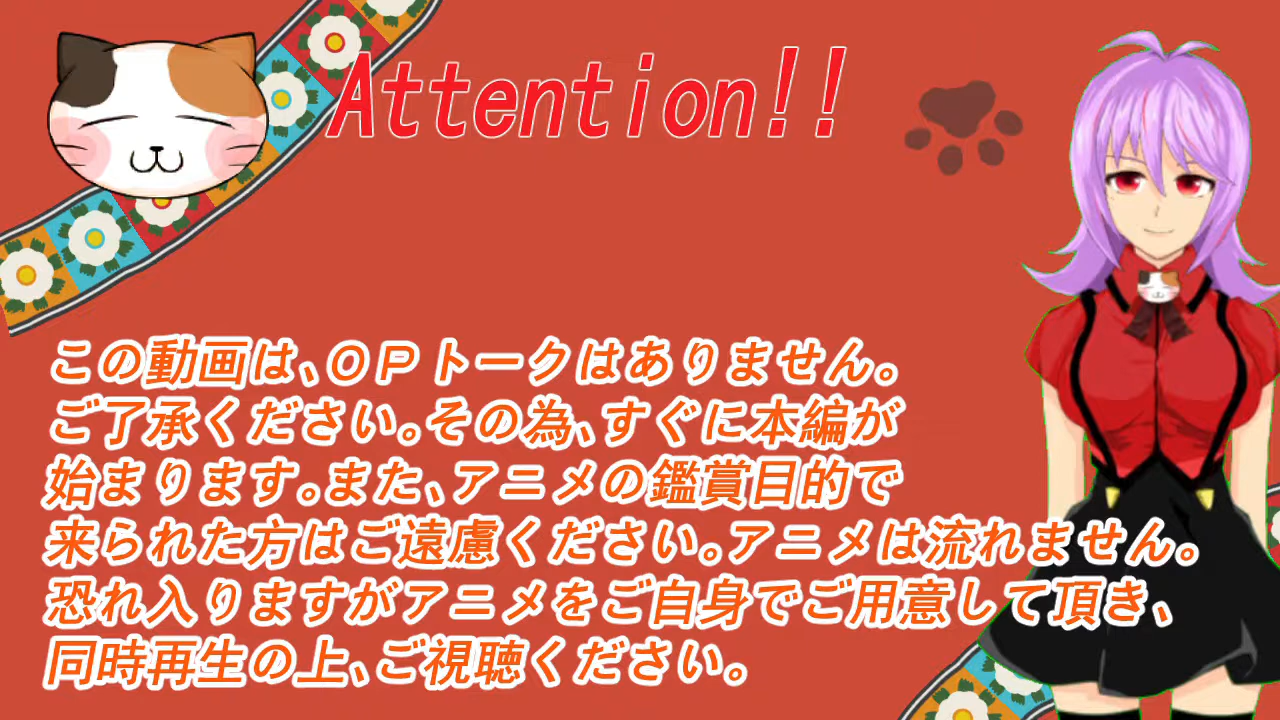 Attention!!
この動画は、OPトークはありません。
ご了承ください。その為、すぐに本編が
始まります。また、アニメの鑑賞目的で
来られた方はご遠慮ください。アニメは流れません。
恐れ入りますがアニメをご自身でご用意して頂き、
同時再生の上、ご視聴ください。